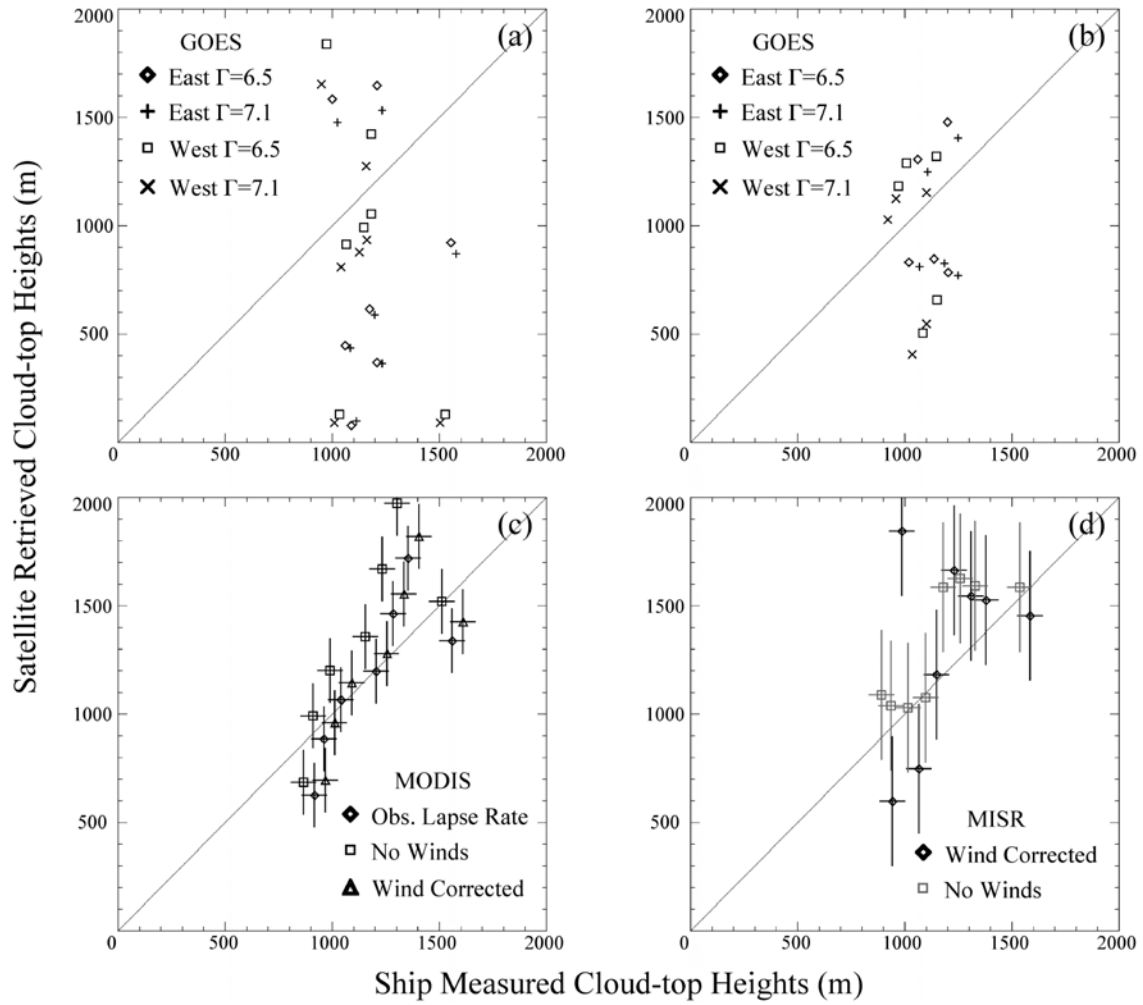 Satellite Retrieved Cloud-top Heights (m)
2000
1500
1000
500
(a)
GOES
East Γ=6.5
East Γ=7.1
West Γ=6.5
West Γ=7.1
0 500 1000 1500 2000
2000
1500
1000
500
(b)
GOES
East Γ=6.5
East Γ=7.1
West Γ=6.5
West Γ=7.1
0 500 1000 1500 2000
2000
1500
1000
500
(c)
MODIS
Obs. Lapse Rate
No Winds
Wind Corrected
0 500 1000 1500 2000
2000
1500
1000
500
(d)
MISR
Wind Corrected
No Winds
0 500 1000 1500 2000
Ship Measured Cloud-top Heights (m)